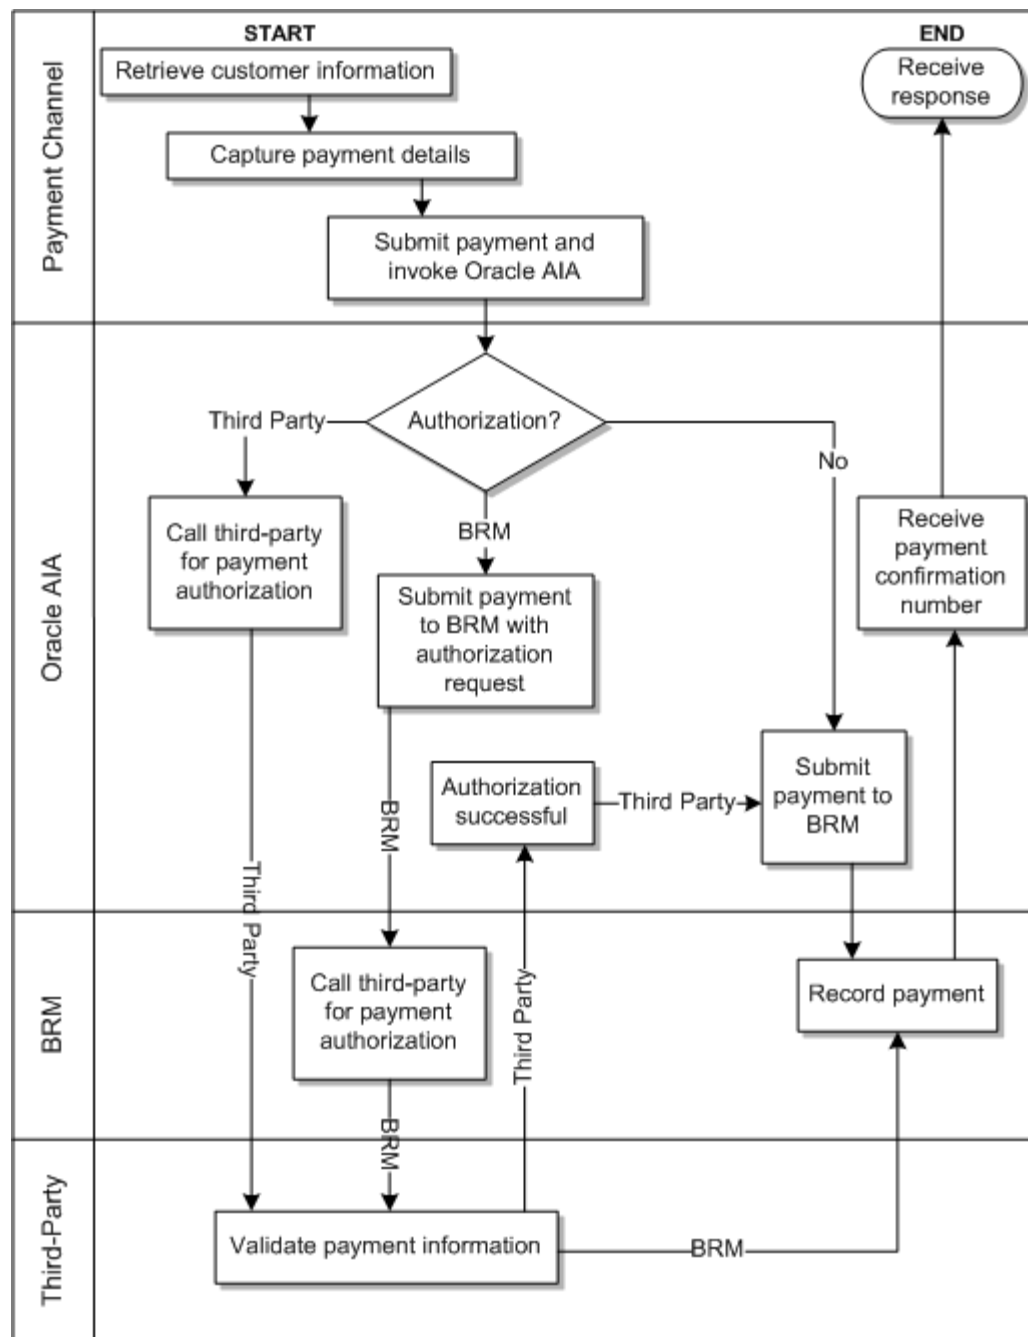 START
END
Payment Channel
Retrieve customer information
Receive
response
Capture payment details
Submit payment and
invoke Oracle AIA
Oracle AIA
Authorization?
Third Party
No
BRM
Call third-party
for payment
authorization
Receive
payment
confirmation
number
Submit payment
to BRM with
authorization
request
BRM
Authorization
successful
Third Party
Submit
payment to
BRM
Third Party
BRM
Call third-party
for payment
authorization
Third Party
Record payment
BRM
Third-Party
Validate payment information
BRM